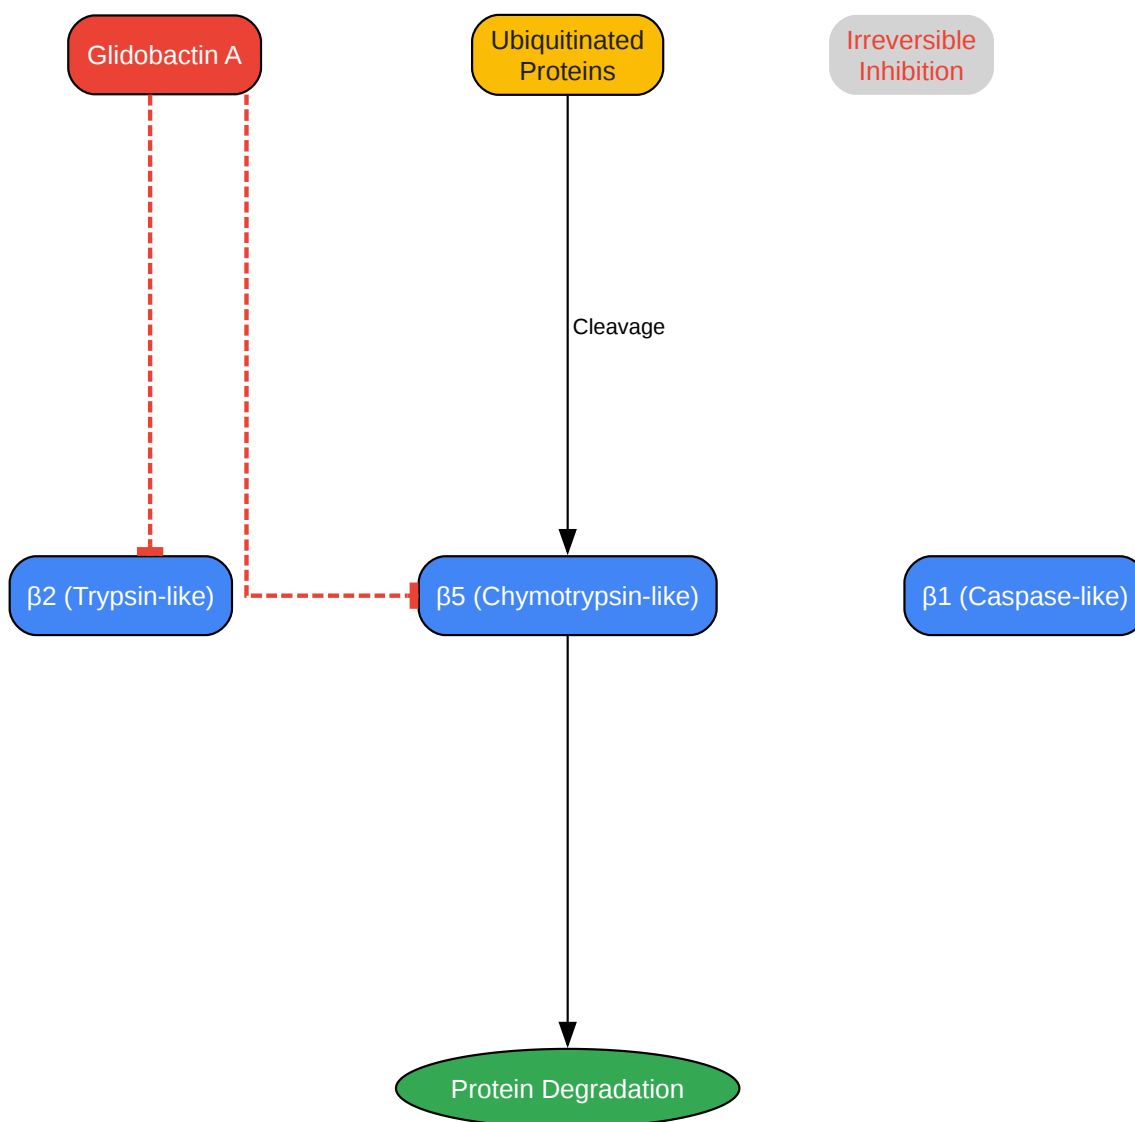 Glidobactin A
Ubiquitinated
Proteins
Irreversible
Inhibition
Cleavage
β2 (Trypsin-like)
β5 (Chymotrypsin-like)
β1 (Caspase-like)
Protein Degradation